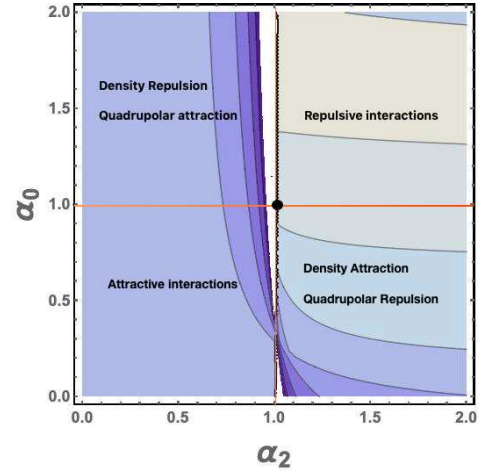 2.0
Density Repulsion
Quadrupolar attraction
Repulsive interactions
1.5
α0
1.0
Density Attraction
Quadrupolar Repulsion
Attractive interactions
0.5
0.0
0.0 0.5 1.0 1.5 2.0
α2